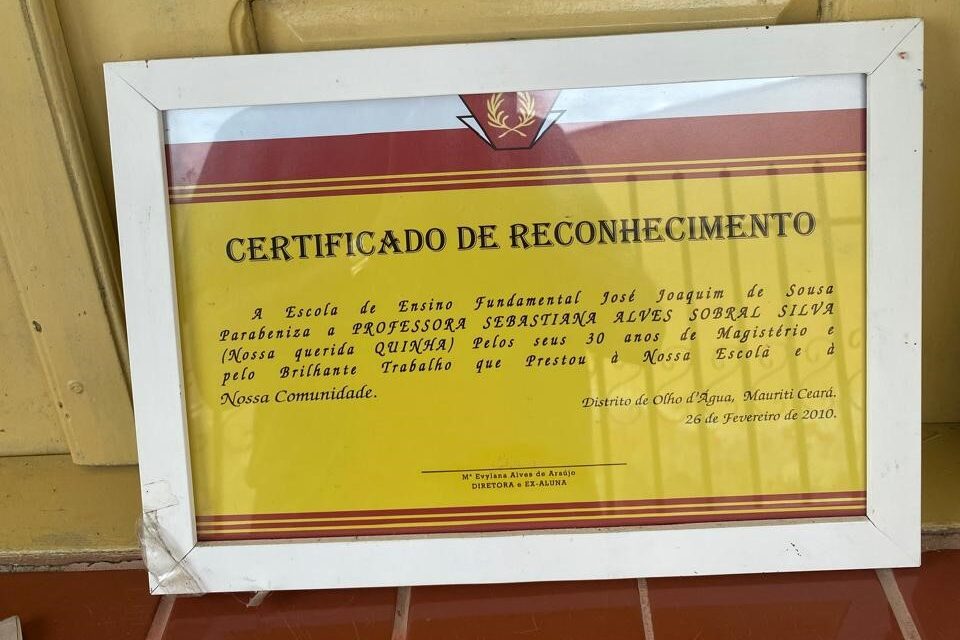 CERTIFICADO DE RECONHECIMENTO
A Escola de Ensino Fundamental José Joaquim de Sousa
Parabeniza a PROFESSORA SEBASTIANA ALVES SOBRAL SILVA
(Nossa querida QUINHA) Pelos seus 30 anos de Magistério e
pelo Brilhante Trabalho que Prestou à Nossa Escola e à
Nossa Comunidade.
Distrito de Olho d'Água, Mauriti Ceará.
26 de Fevereiro de 2010.
Mª Evylana Alves de Araújo
DIRETORA e EX-ALUNA